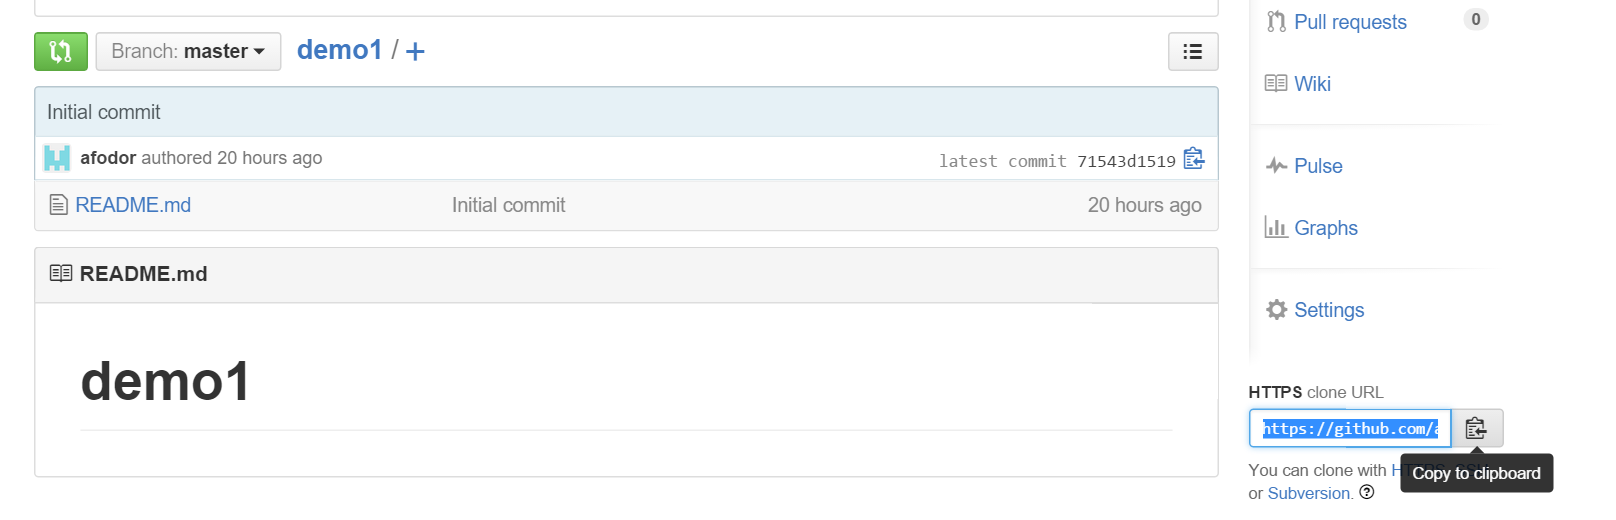 Branch: master
demo1 / +
Initial commit
afodor authored 20 hours ago
latest commit 71543d1519
README.md
Initial commit
20 hours ago
README.md
demo1
Pull requests
0
Wiki
Pulse
Graphs
Settings
HTTPS clone URL
https://github.com/a
Copy to clipboard
You can clone with
or Subversion.